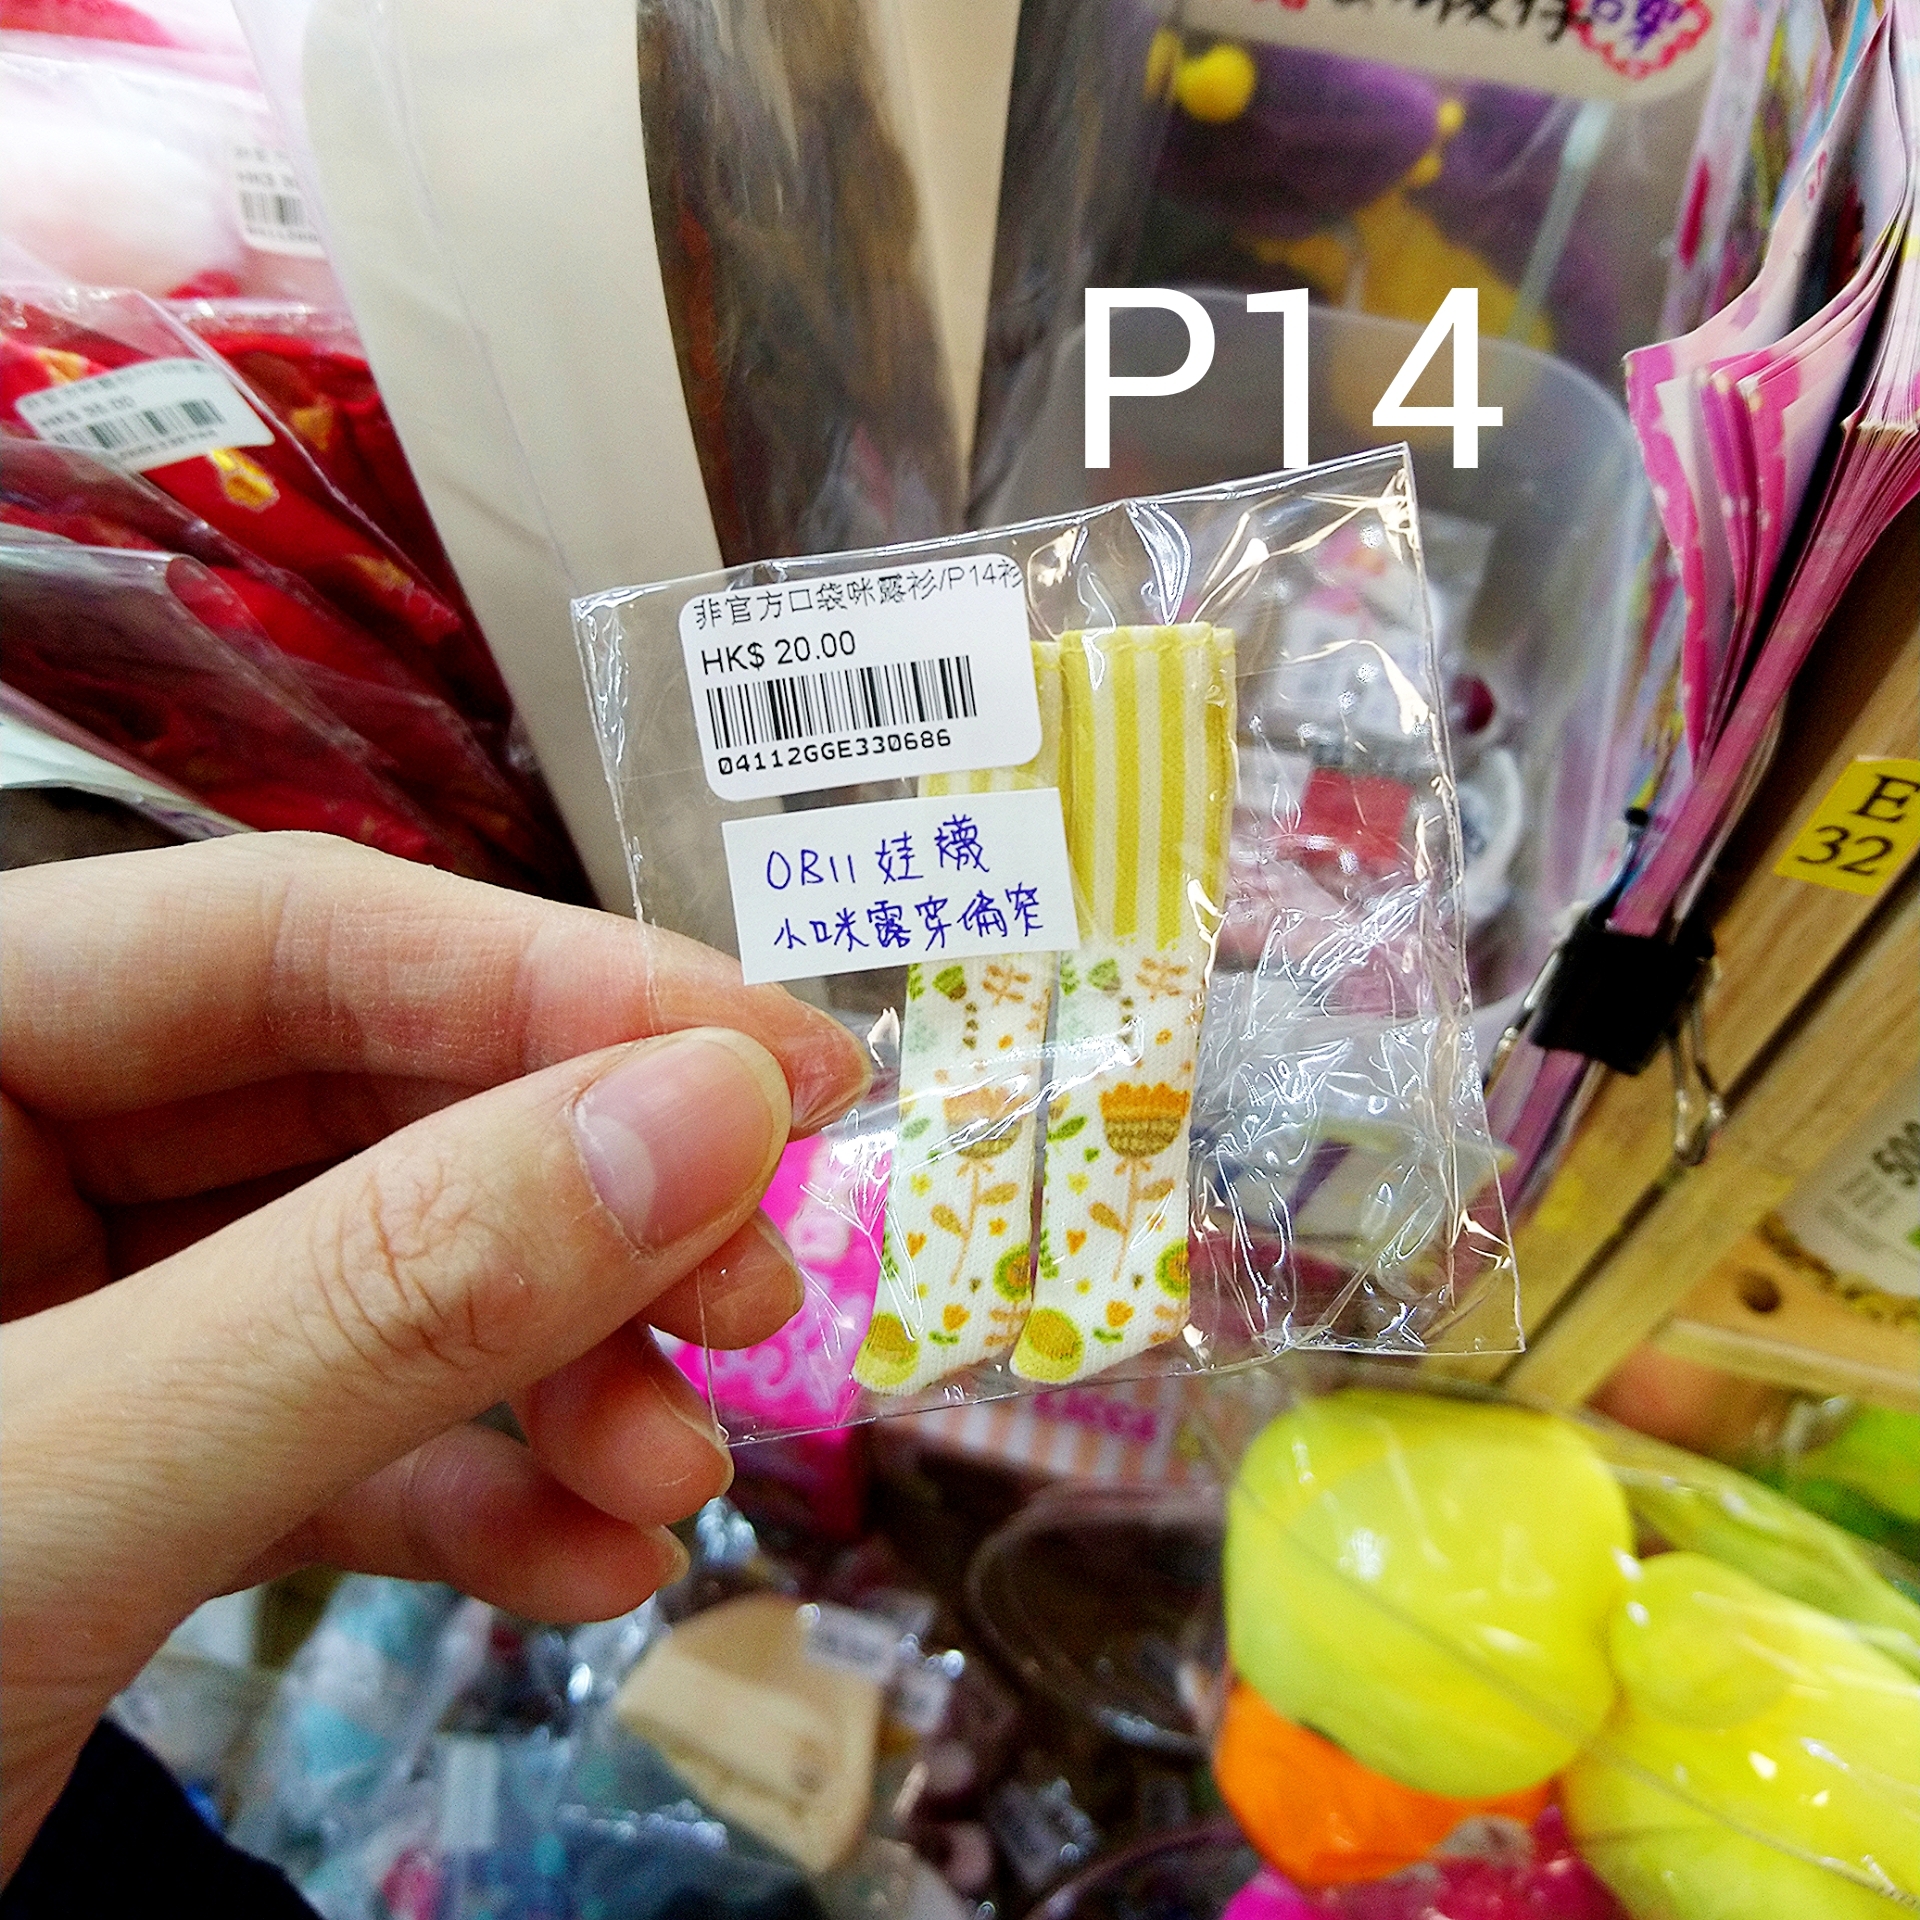 P14
非官方口袋咪露衫/P14衫
HK$ 20.00
04112GGE330686
OB11 娃襪
小咪露穿偏窄
E
32
500